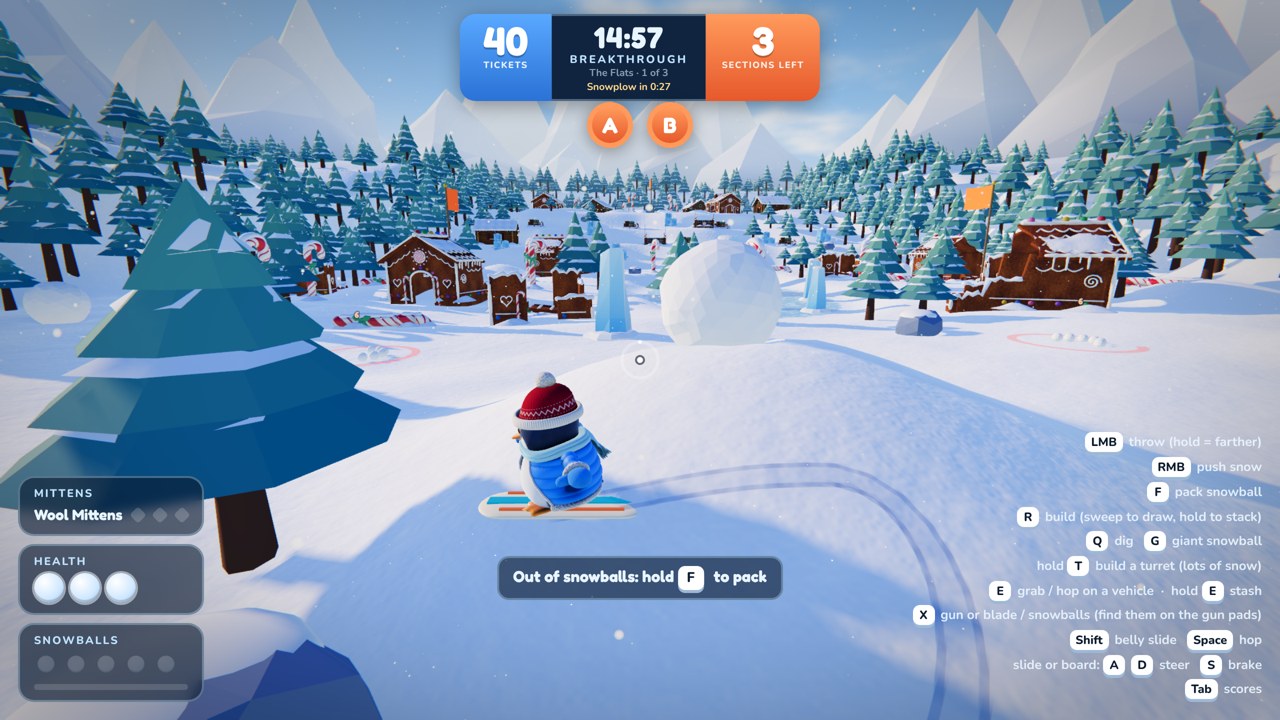 40
TICKETS
14:57
BREAKTHROUGH
The Flats · 1 of 3
Snowplow in 0:27
3
SECTIONS LEFT
A
B
LMB throw (hold = farther)
RMB push snow
F pack snowball
R build (sweep to draw, hold to stack)
Q dig G giant snowball
hold T build a turret (lots of snow)
E grab / hop on a vehicle · hold E stash
X gun or blade / snowballs (find them on the gun pads)
Shift belly slide Space hop
slide or board: A D steer S brake
Tab scores
MITTENS
Wool Mittens
HEALTH
SNOWBALLS
Out of snowballs: hold F to pack